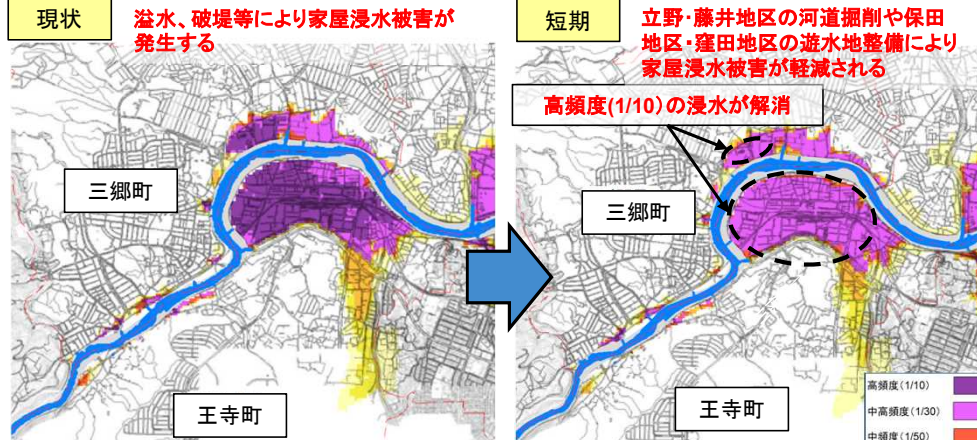 現状
溢水、破堤等により家屋浸水被害が
発生する
三郷町
王寺町
短期
立野・藤井地区の河道掘削や保田
地区・窪田地区の遊水地整備により
家屋浸水被害が軽減される
高頻度(1/10)の浸水が解消
三郷町
王寺町
高頻度(1/10)
中高頻度(1/30)
中頻度(1/50)